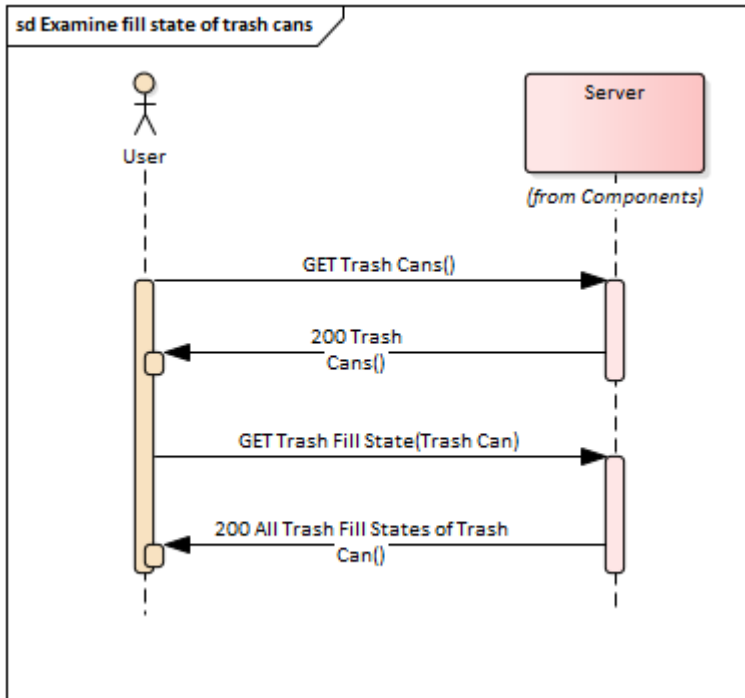 sd Examine fill state of trash cans
User
Server
(from Components)
GET Trash Cans()
200 Trash
Cans()
GET Trash Fill State(Trash Can)
200 All Trash Fill States of Trash
Can()